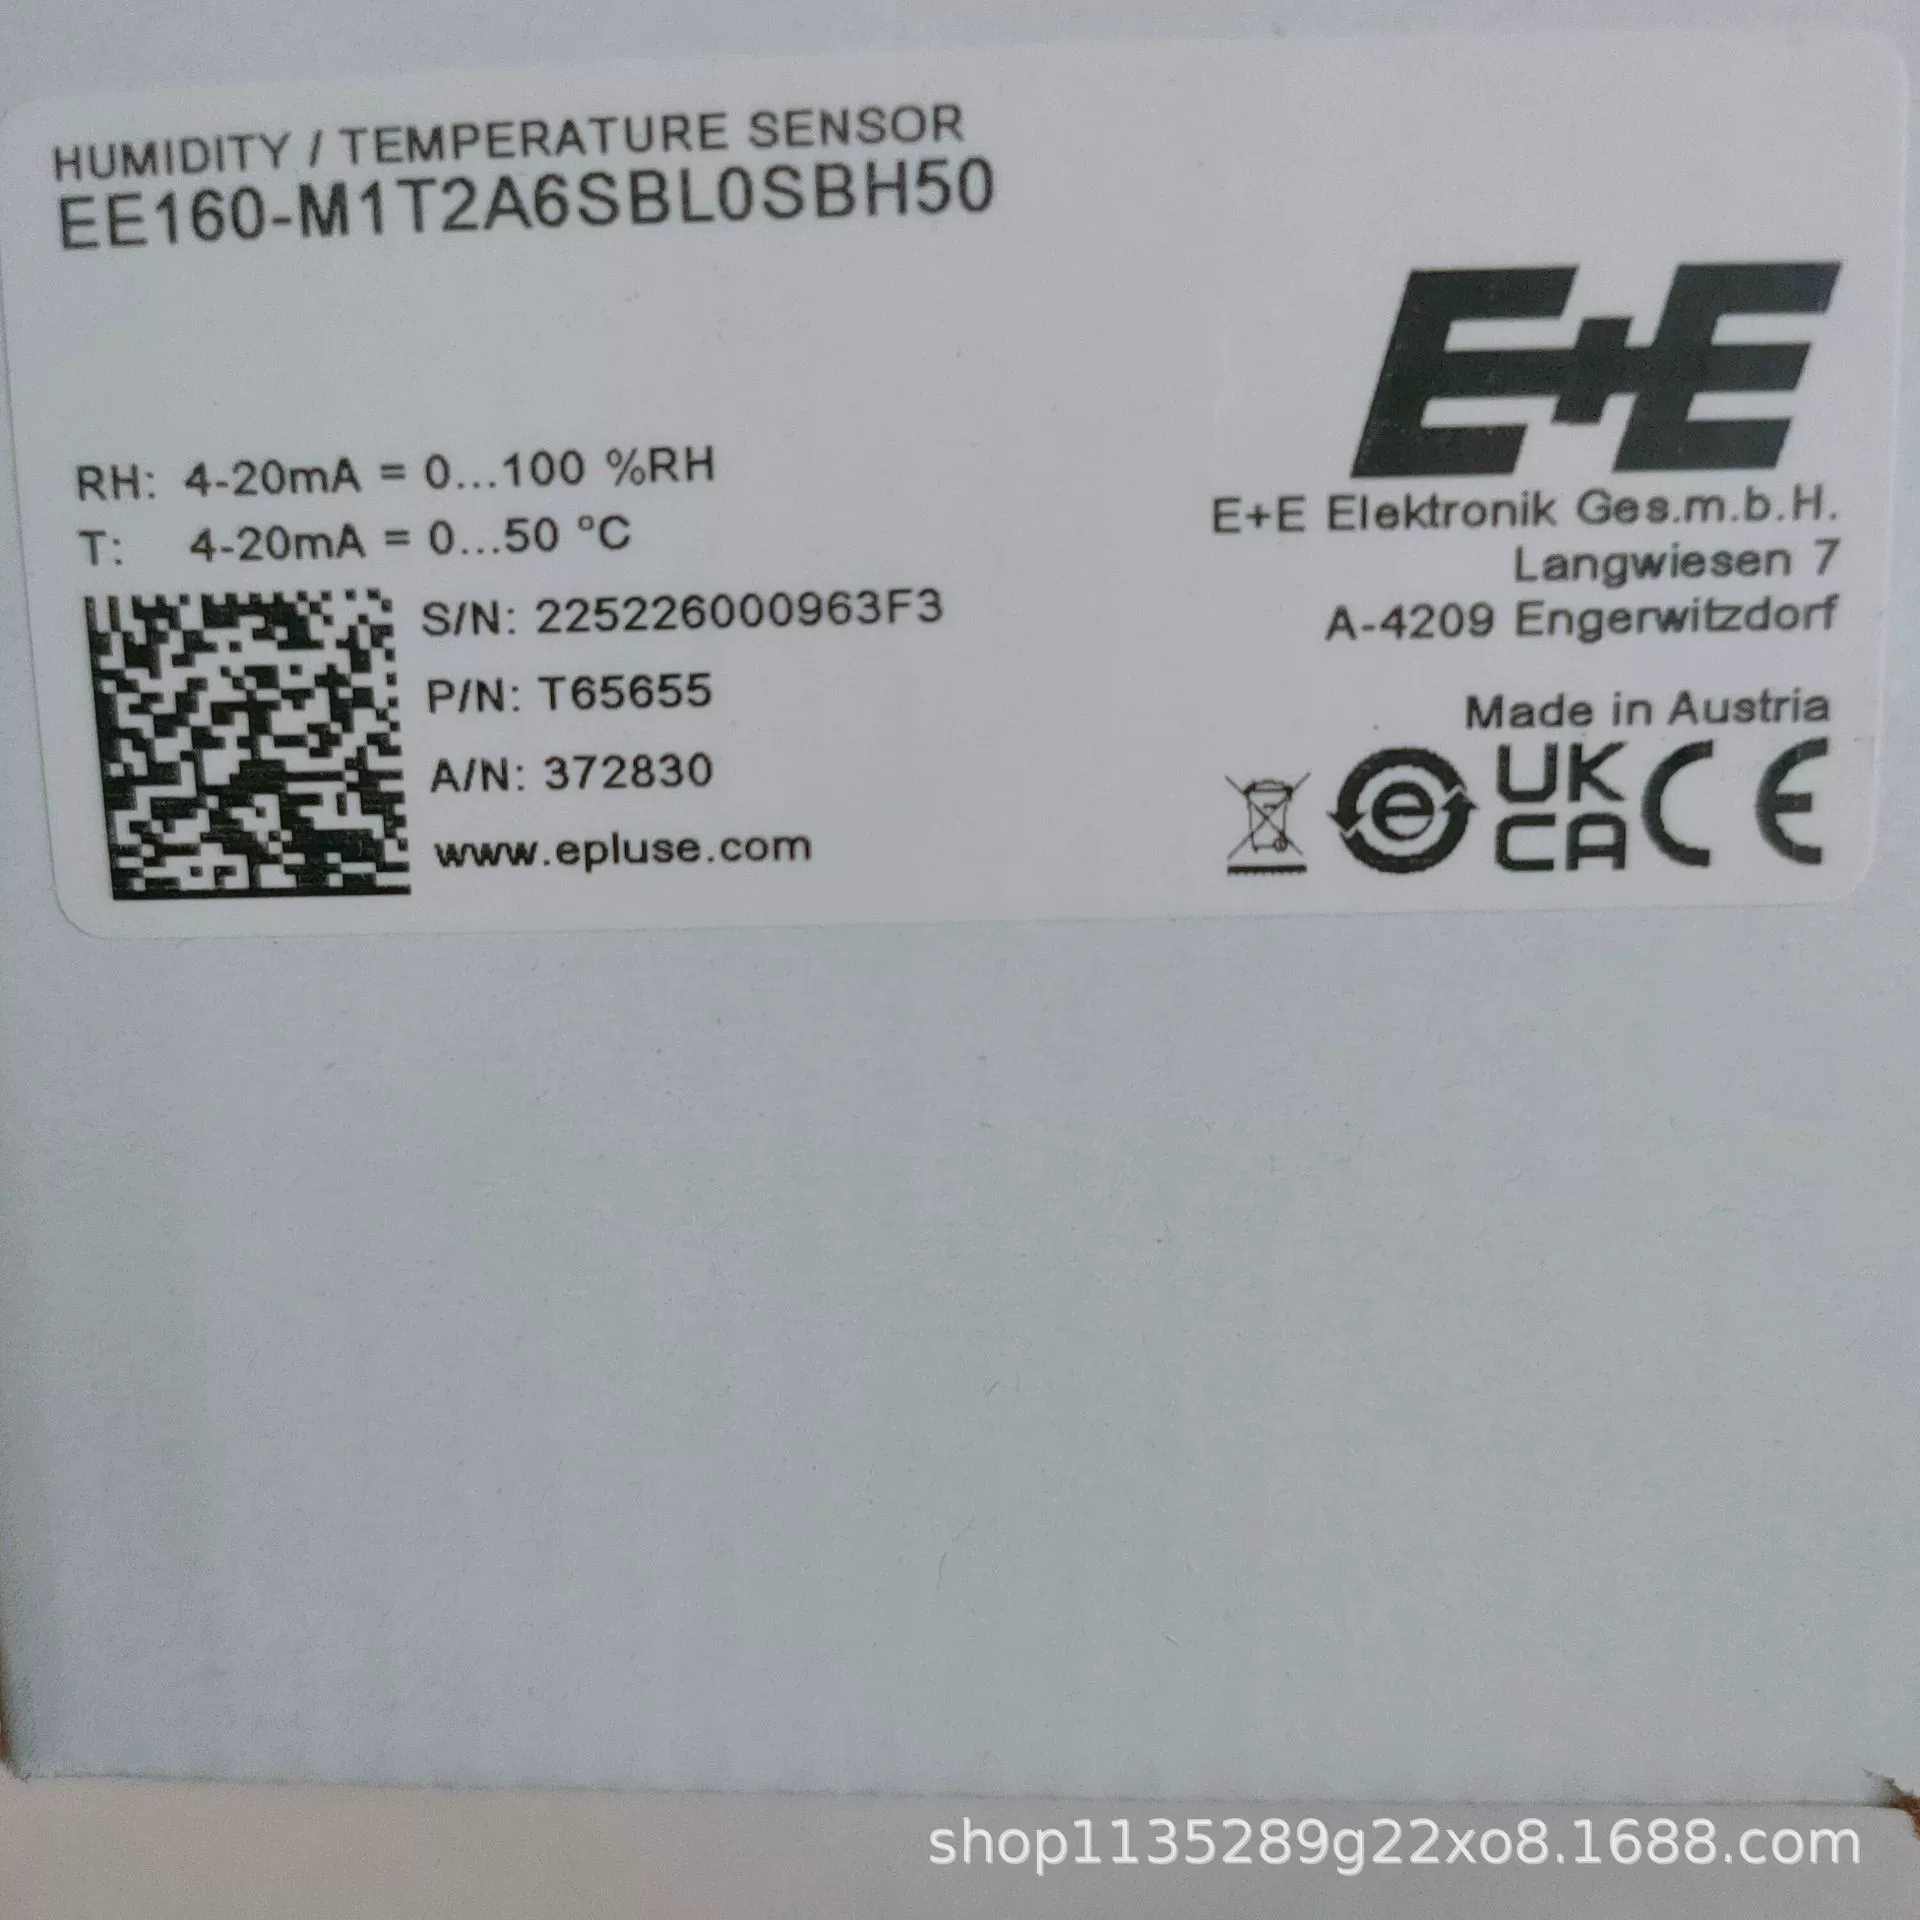 HUMIDITY / TEMPERATURE SENSOR
EE160-M1T2A6SBL0SBH50
E+E
RH: 4-20mA = 0...100 %RH
T: 4-20mA = 0...50 °C
E+E Elektronik Ges.m.b.H.
Langwiesen 7
A-4209 Engerwitzdorf
S/N: 225226000963F3
P/N: T65655
A/N: 372830
www.epluse.com
Made in Austria
e
UK
CA
CE
shop1135289g22xo8.1688.com